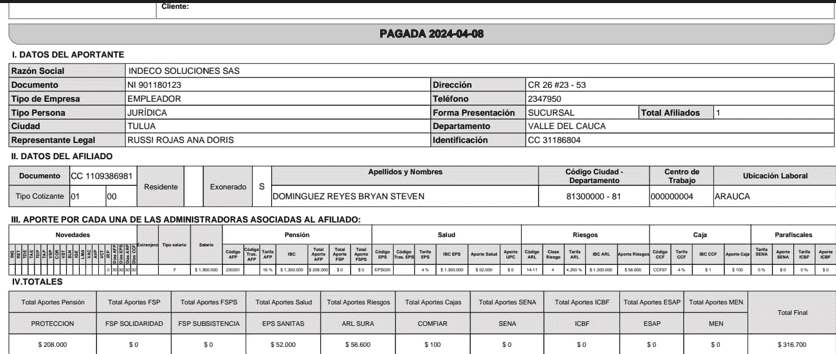 Cliente:
PAGADA 2024-04-08
I. DATOS DEL APORTANTE
Razón Social INDECO SOLUCIONES SAS
Documento NI 901180123 Dirección CR 26 #23 - 53
Tipo de Empresa EMPLEADOR Teléfono 2347950
Tipo Persona JURÍDICA Forma Presentación SUCURSAL Total Afiliados 1
Ciudad TULUA Departamento VALLE DEL CAUCA
Representante Legal RUSSI ROJAS ANA DORIS Identificación CC 31186804
II. DATOS DEL AFILIADO
Documento CC 1109386981 Residente Exonerado S Apellidos y Nombres Código Ciudad - Departamento Centro de Trabajo Ubicación Laboral
Tipo Cotizante 01 00 DOMINGUEZ REYES BRYAN STEVEN 81300000 - 81 000000004 ARAUCA
III. APORTE POR CADA UNA DE LAS ADMINISTRADORAS ASOCIADAS AL AFILIADO:
Novedades Extranjero Tipo salario Salario Pensión Salud Riesgos Caja Parafiscales
Código AFP Código Tras. AFP Tarifa AFP IBC Total Aporte AFP Total Aporte FSP Total Aporte FSPS Código EPS Código Tras. EPS Tarifa EPS IBC EPS Aporte Salud Aporte UPC Código ARL Clase Riesgo Tarifa ARL IBC ARL Aporte Riesgos Código CCF Tarifa CCF IBC CCF Aporte Caja Tarifa SENA Aporte SENA Tarifa ICBF Aporte ICBF
F $ 1.300.000 230201 16 % $ 1.300.000 $ 208.000 $ 0 $ 0 EPS005 4 % $ 1.300.000 $ 52.000 $ 0 14-11 4 4.350 % $ 1.300.000 $ 56.600 CCF67 4 % $ 1 $ 100 0 % $ 0 0 % $ 0
IV.TOTALES
Total Aportes Pensión Total Aportes FSP Total Aportes FSPS Total Aportes Salud Total Aportes Riesgos Total Aportes Cajas Total Aportes SENA Total Aportes ICBF Total Aportes ESAP Total Aportes MEN Total Final
PROTECCION FSP SOLIDARIDAD FSP SUBSISTENCIA EPS SANITAS ARL SURA COMFIAR SENA ICBF ESAP MEN
$ 208.000 $ 0 $ 0 $ 52.000 $ 56.600 $ 100 $ 0 $ 0 $ 0 $ 0 $ 316.700